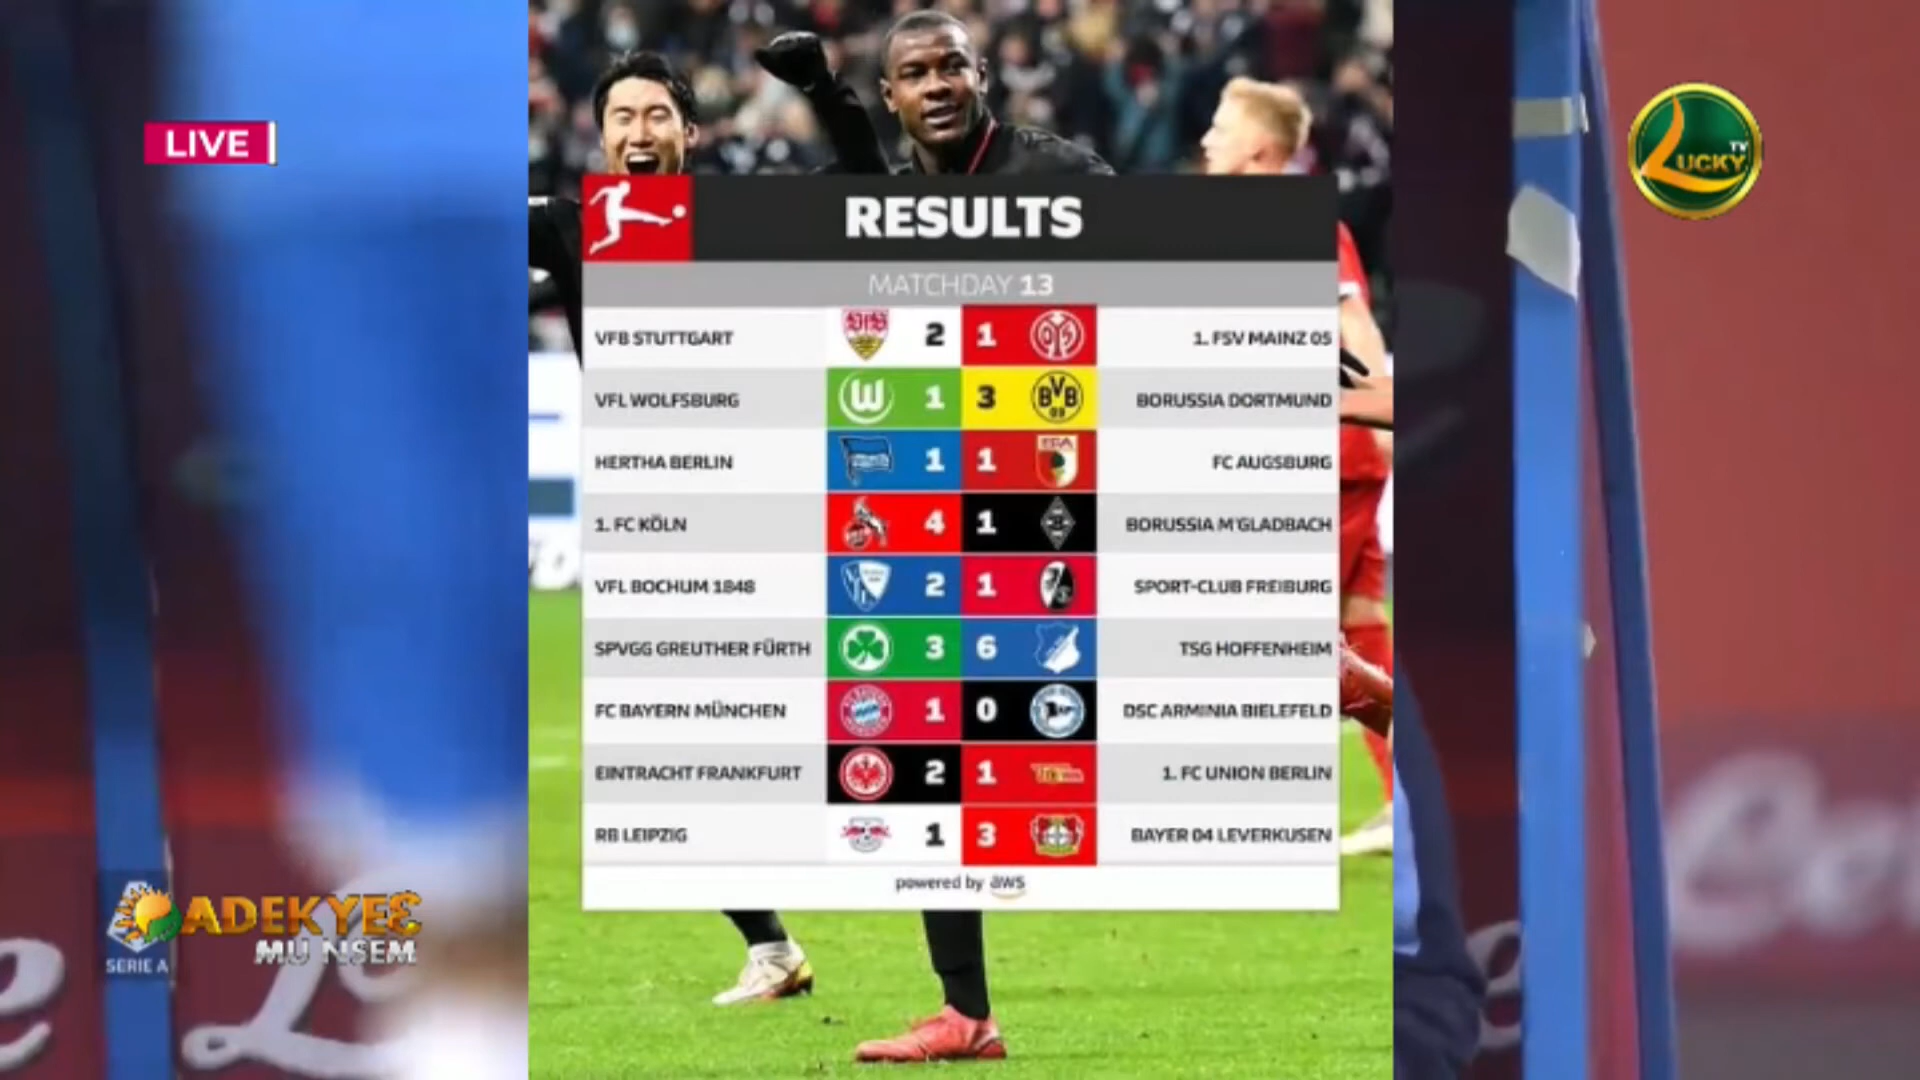 LIVE
LUCKY TV
RESULTS
MATCHDAY 13
VFB STUTTGART 2 1 1. FSV MAINZ 05
VFL WOLFSBURG 1 3 BORUSSIA DORTMUND
HERTHA BERLIN 1 1 FC AUGSBURG
1. FC KÖLN 4 1 BORUSSIA M'GLADBACH
VFL BOCHUM 1848 2 1 SPORT-CLUB FREIBURG
SPVGG GREUTHER FÜRTH 3 6 TSG HOFFENHEIM
FC BAYERN MÜNCHEN 1 0 DSC ARMINIA BIELEFELD
EINTRACHT FRANKFURT 2 1 1. FC UNION BERLIN
RB LEIPZIG 1 3 BAYER 04 LEVERKUSEN
powered by aws
ADEKYEƐ
MU NSEM
SERIE A